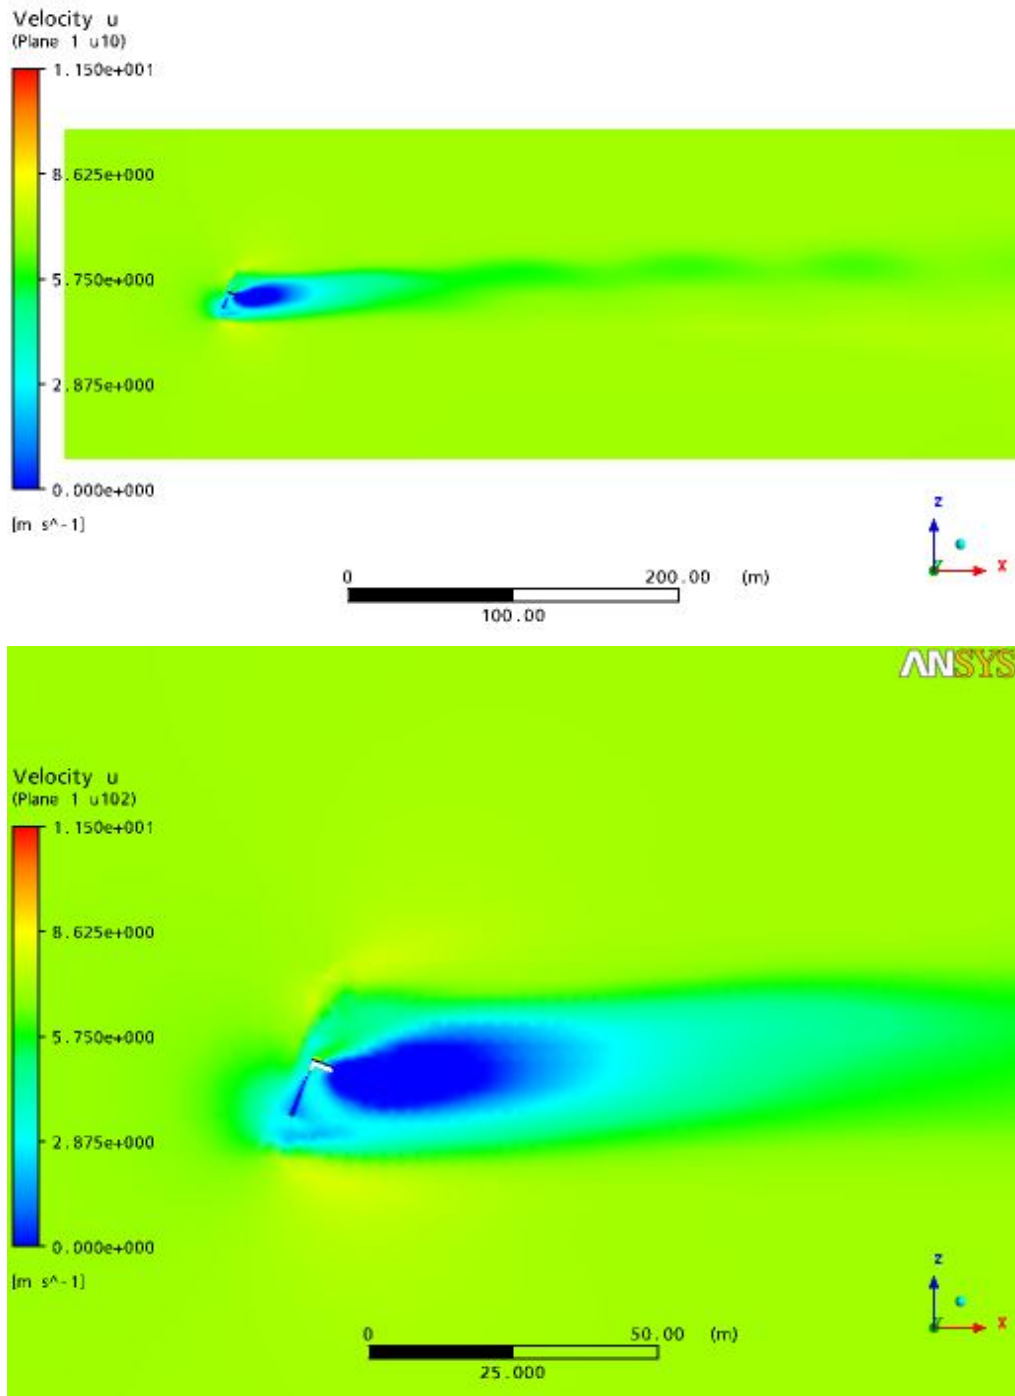 Velocity u
(Plane 1 u10)
1.150e+001
8.625e+000
5.750e+000
2.875e+000
0.000e+000
[m s^-1]
Z
Y
X
0
200.00 (m)
100.00
ANSYS
Velocity u
(Plane 1 u102)
1.150e+001
8.625e+000
5.750e+000
2.875e+000
0.000e+000
[m s^-1]
Z
Y
X
0
50.00 (m)
25.000